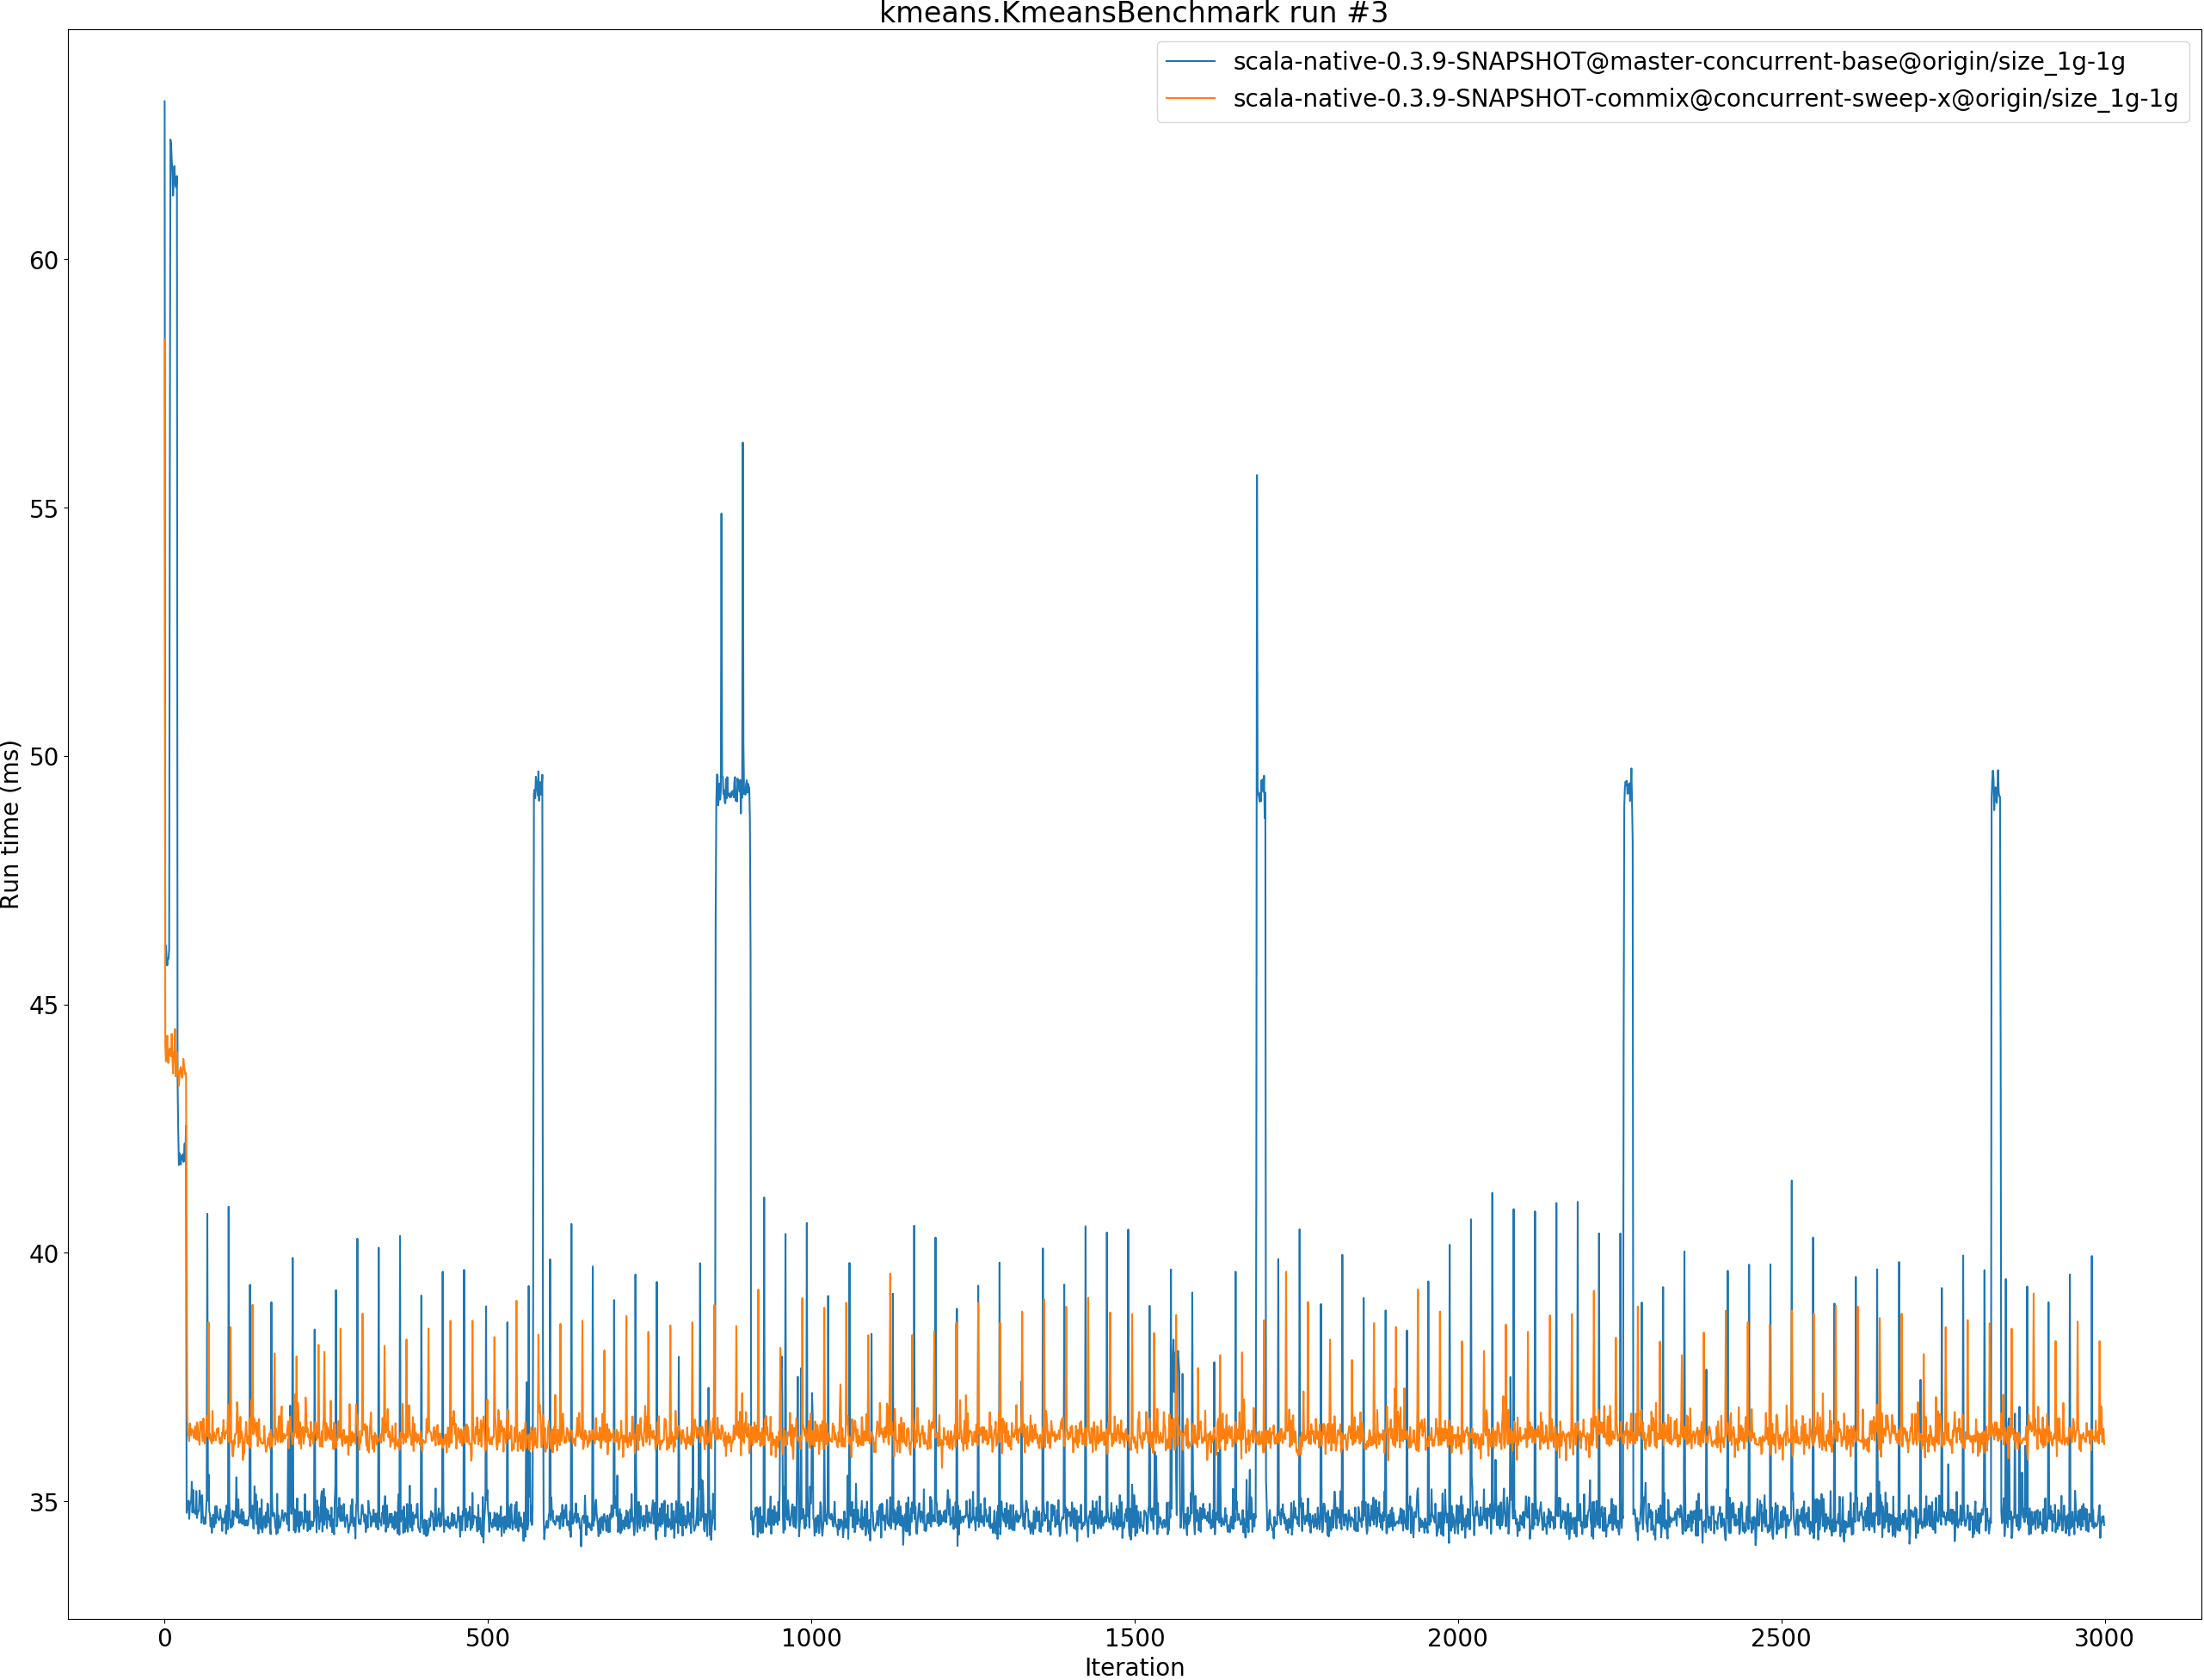 kmeans.KmeansBenchmark run #3
scala-native-0.3.9-SNAPSHOT@master-concurrent-base@origin/size_1g-1g
scala-native-0.3.9-SNAPSHOT-commix@concurrent-sweep-x@origin/size_1g-1g
60
55
50
45
40
35
Run time (ms)
0 500 1000 1500 2000 2500 3000
Iteration